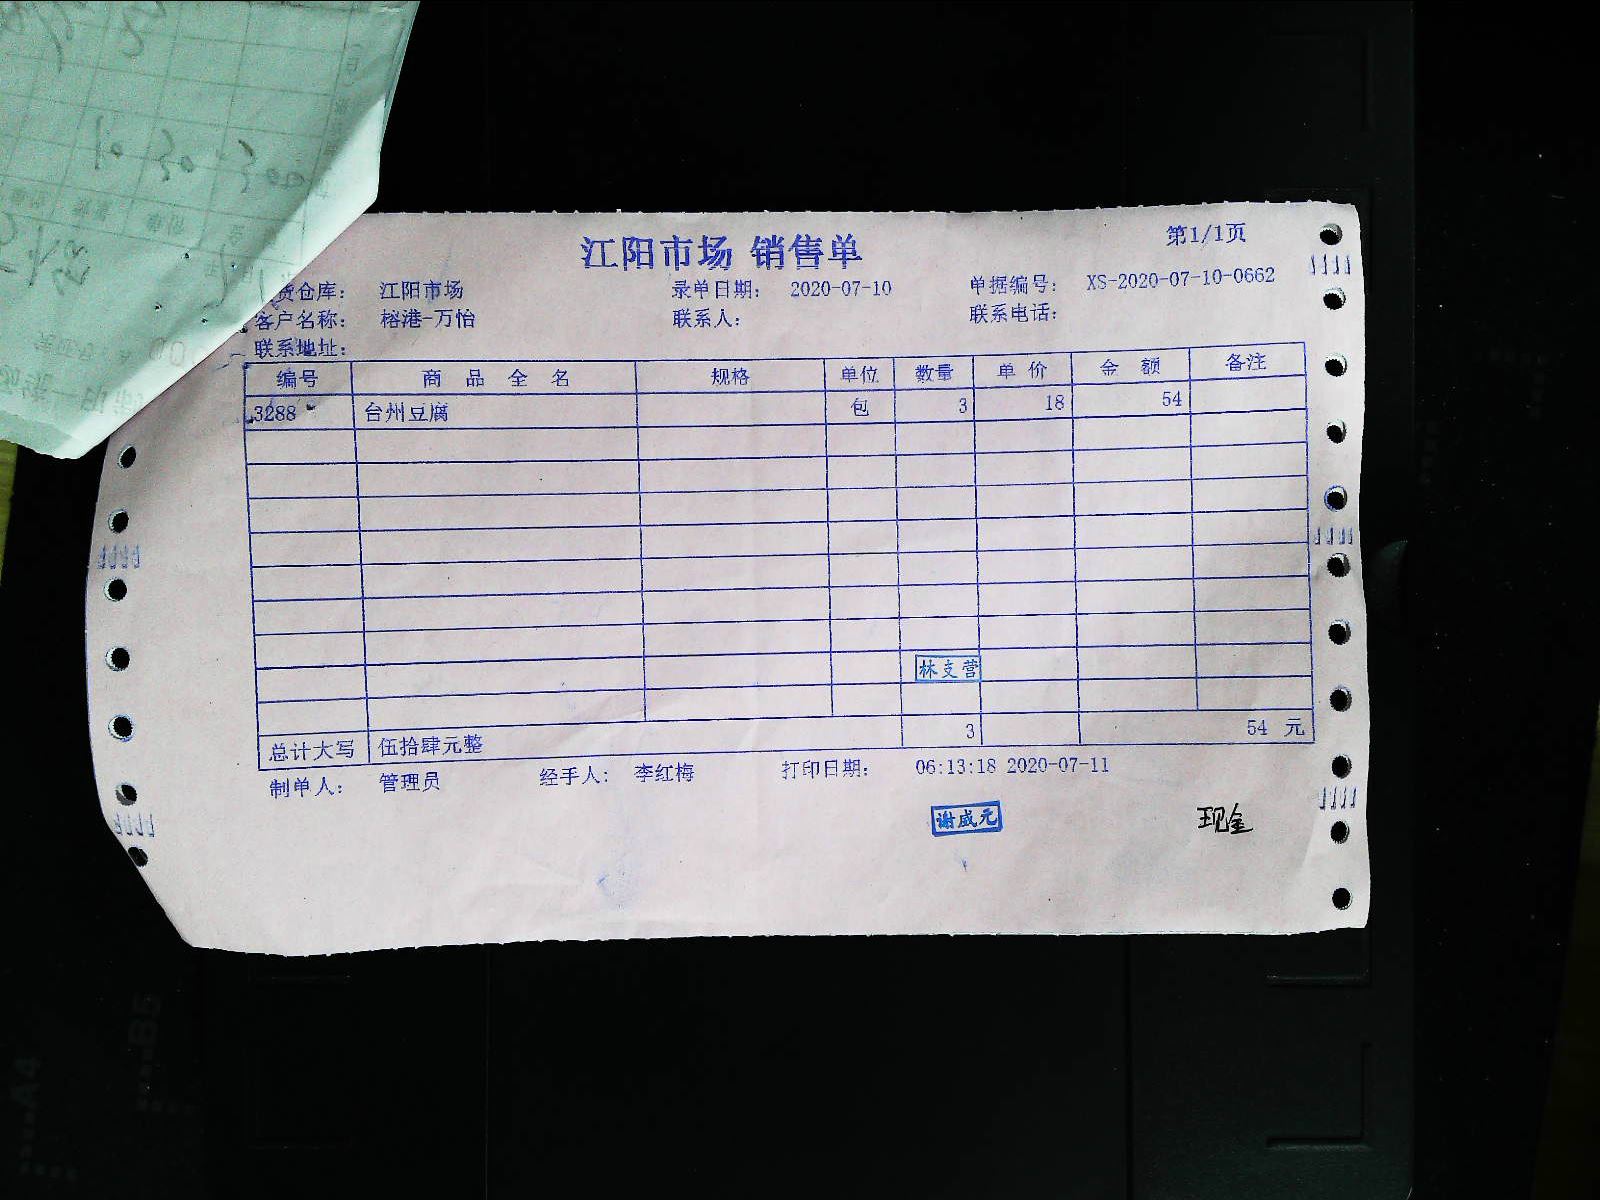 江阳市场 销售单
第1/1页
货仓库： 江阳市场 录单日期： 2020-07-10 单据编号： XS-2020-07-10-0662
客户名称： 榕港-万怡 联系人： 联系电话：
联系地址：
编号 商品全名 规格 单位 数量 单价 金额 备注
3288 台州豆腐 包 3 18 54
林支营
总计大写 伍拾肆元整 3 54 元
制单人： 管理员 经手人： 李红梅 打印日期： 06:13:18 2020-07-11
谢威元
现金